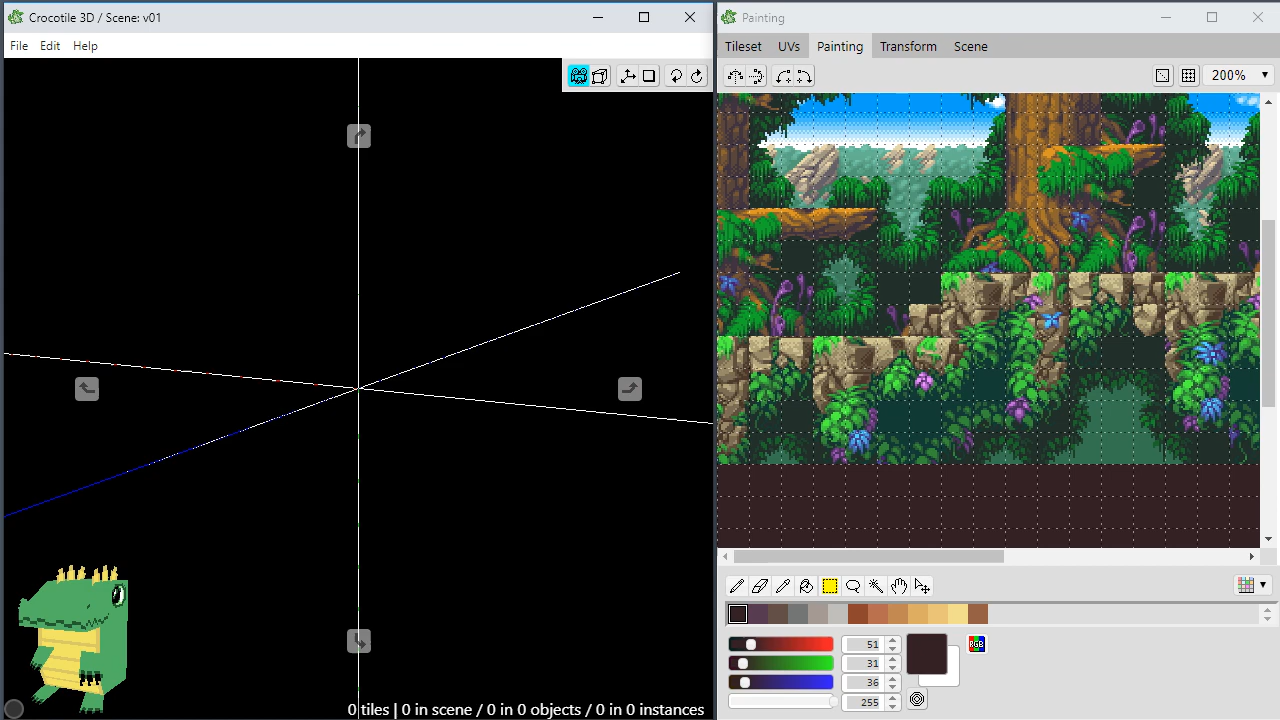 Crocotile 3D / Scene: v01
File Edit Help
0 tiles | 0 in scene / 0 in 0 objects / 0 in 0 instances
Painting
Tileset UVs Painting Transform Scene
200%
51
31
RGB
36
255